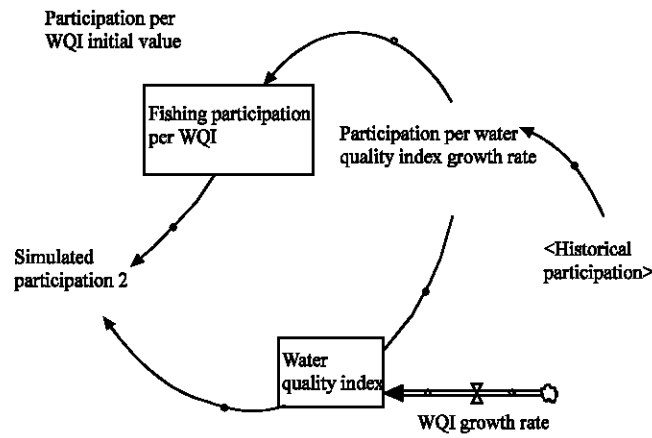 Participation per
WQI initial value
Fishing participation
per WQI
Participation per water
quality index growth rate
<Historical
participation>
Simulated
participation 2
Water
quality index
WQI growth rate